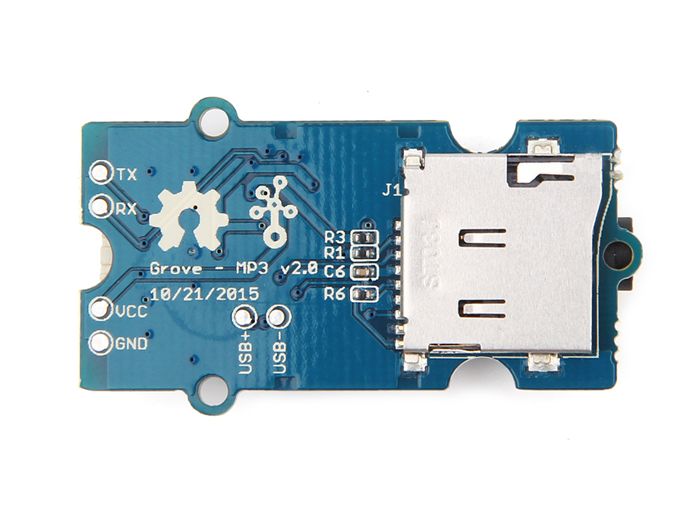 TX
RX
J1
R3
R1
C6
R6
Grove - MP3 v2.0
10/21/2015
VCC
GND
USB+
USB-